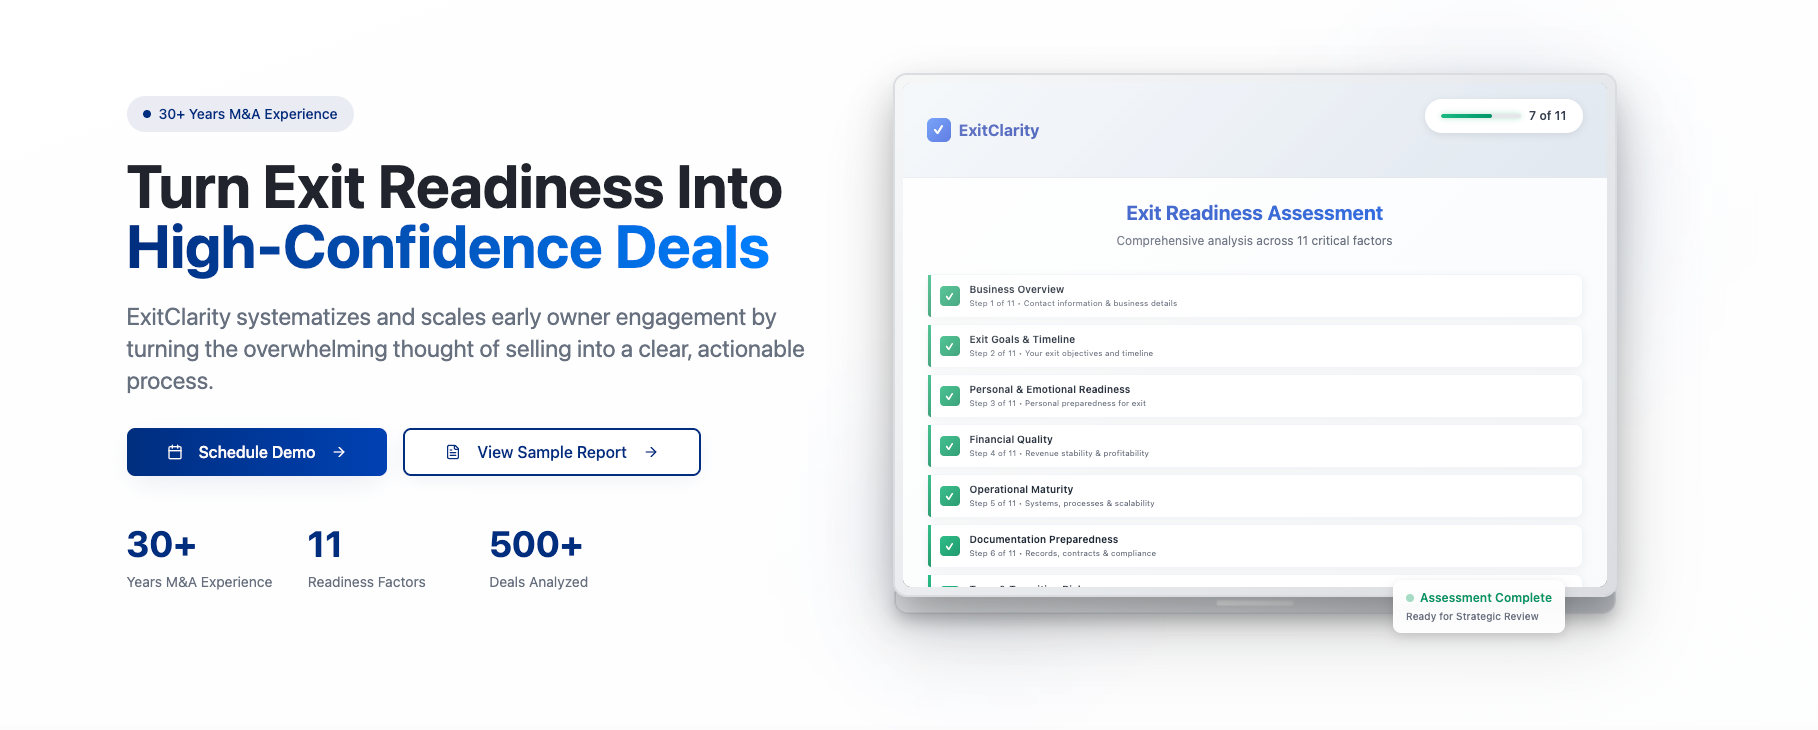 30+ Years M&A Experience
Turn Exit Readiness Into
High-Confidence Deals
ExitClarity systematizes and scales early owner engagement by
turning the overwhelming thought of selling into a clear, actionable
process.
Schedule Demo
View Sample Report
30+
Years M&A Experience
11
Readiness Factors
500+
Deals Analyzed
ExitClarity
7 of 11
Exit Readiness Assessment
Comprehensive analysis across 11 critical factors
Business Overview
Step 1 of 11 • Contact information & business details
Exit Goals & Timeline
Step 2 of 11 • Your exit objectives and timeline
Personal & Emotional Readiness
Step 3 of 11 • Personal preparedness for exit
Financial Quality
Step 4 of 11 • Revenue stability & profitability
Operational Maturity
Step 5 of 11 • Systems, processes & scalability
Documentation Preparedness
Step 6 of 11 • Records, contracts & compliance
Assessment Complete
Ready for Strategic Review